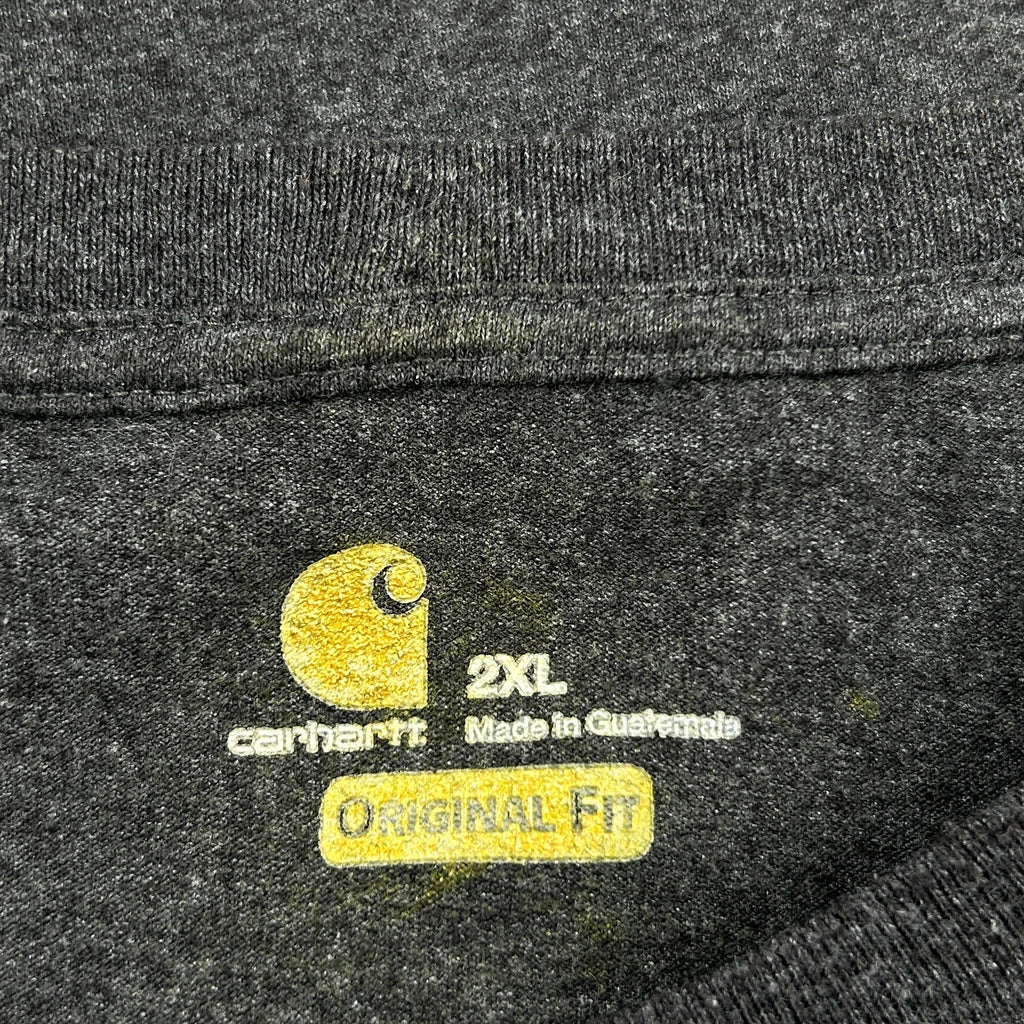 2XL
carhartt
Made in Guatemala
ORIGINAL FIT